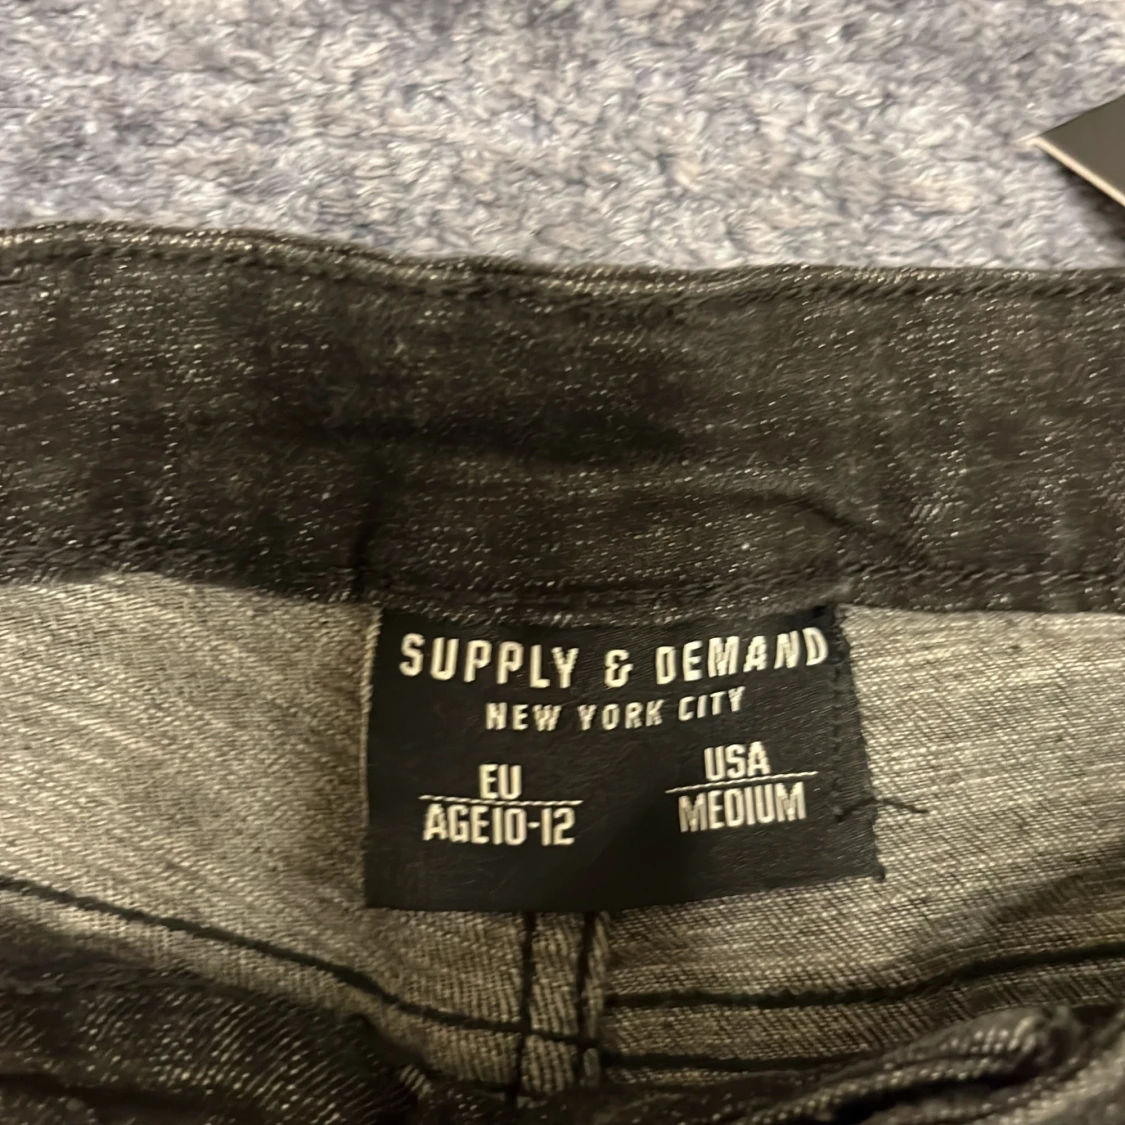 SUPPLY & DEMAND
NEW YORK CITY
EU
AGE10-12
USA
MEDIUM